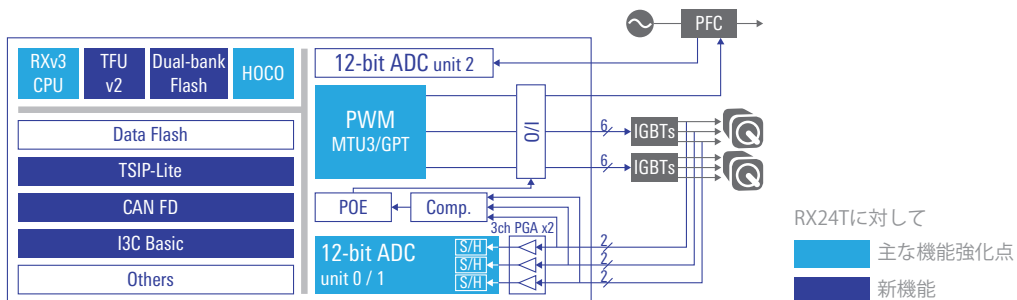 PFC
RXv3
CPU
TFU
v2
Dual-bank
Flash
HOCO
12-bit ADC unit 2
PWM
MTU3/GPT
I/O
6
IGBTs
6
IGBTs
Data Flash
TSIP-Lite
CAN FD
I3C Basic
Others
POE
Comp.
3ch PGA x2
12-bit ADC
unit 0 / 1
S/H
S/H
S/H
2
2
2
RX24Tに対して
主な機能強化点
新機能